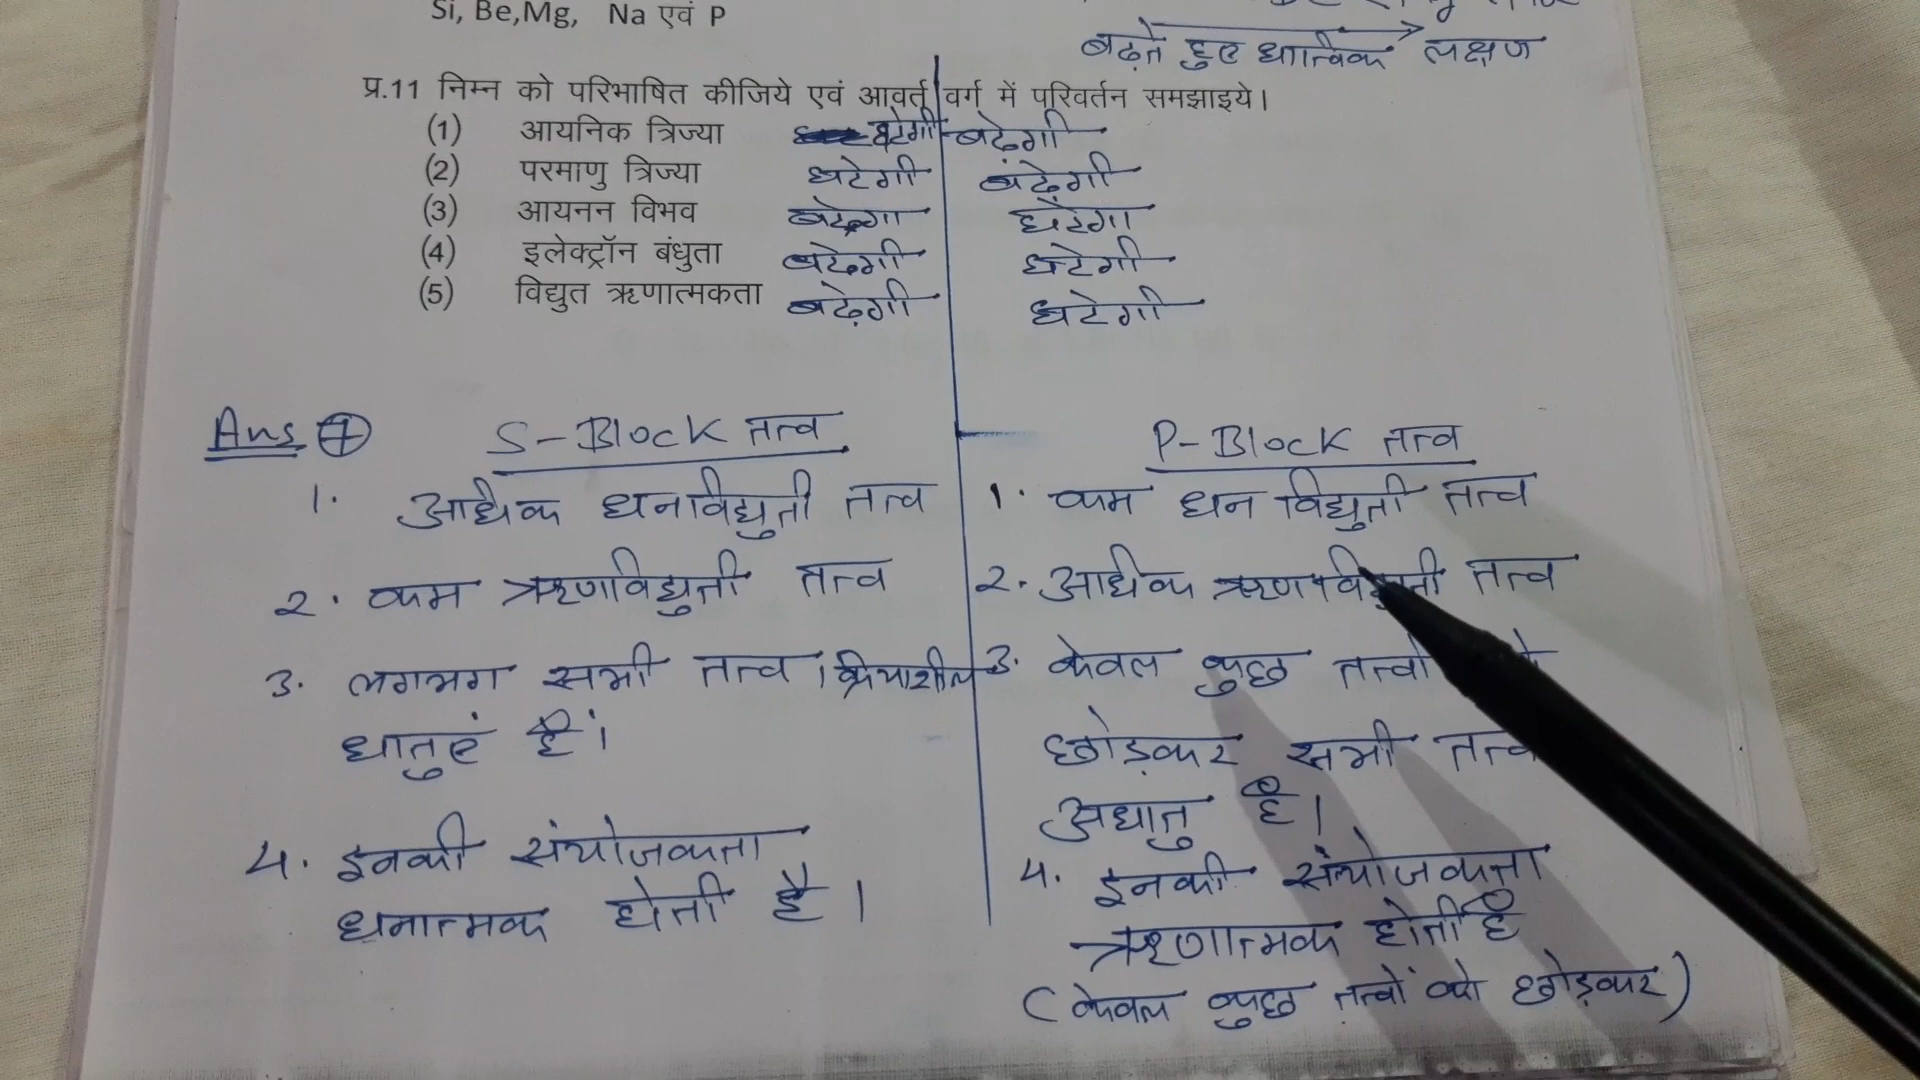 Si, Be,Mg, Na एवं P
बढ़ते हुए धात्विक लक्षण
प्र.11 निम्न को परिभाषित कीजिये एवं आवर्त वर्ग में परिवर्तन समझाइये।
(1) आयनिक त्रिज्या घटेगी बढ़ेगी
(2) परमाणु त्रिज्या घटेगी बढ़ेगी
(3) आयनन विभव बढ़ेगा घटेगा
(4) इलेक्ट्रॉन बंधुता बढ़ेगी घटेगी
(5) विद्युत ऋणात्मकता बढ़ेगी घटेगी
Ans S-Block तत्व P-Block तत्व
1. अधिक धनविद्युती तत्व
2. कम ऋणविद्युती तत्व
3. लगभग सभी तत्व क्रियाशील
धातुएं हैं।
4. इनकी संयोजकता
धनात्मक होती है।
1. कम धन विद्युती तत्व
2. अधिक ऋण विद्युती तत्व
3. केवल कुछ तत्वों
छोड़कर सभी तत्व
अधातु है।
4. इनकी संयोजकता
ऋणात्मक होती है
(केवल कुछ तत्वों को छोड़कर)